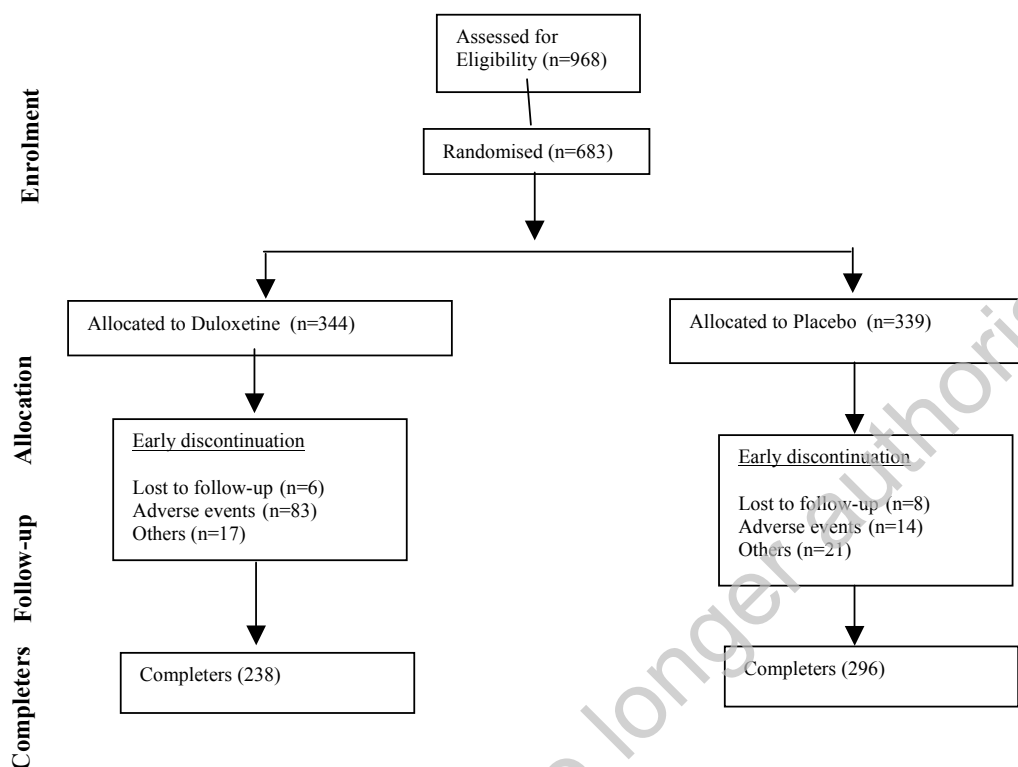 Assessed for
Eligibility (n=968)
Enrolment
Randomised (n=683)
Allocated to Duloxetine (n=344)
Allocated to Placebo (n=339)
Allocation
Early discontinuation
Lost to follow-up (n=6)
Adverse events (n=83)
Others (n=17)
Early discontinuation
Lost to follow-up (n=8)
Adverse events (n=14)
Others (n=21)
Follow-up
Completers (238)
Completers (296)
Completers
longer